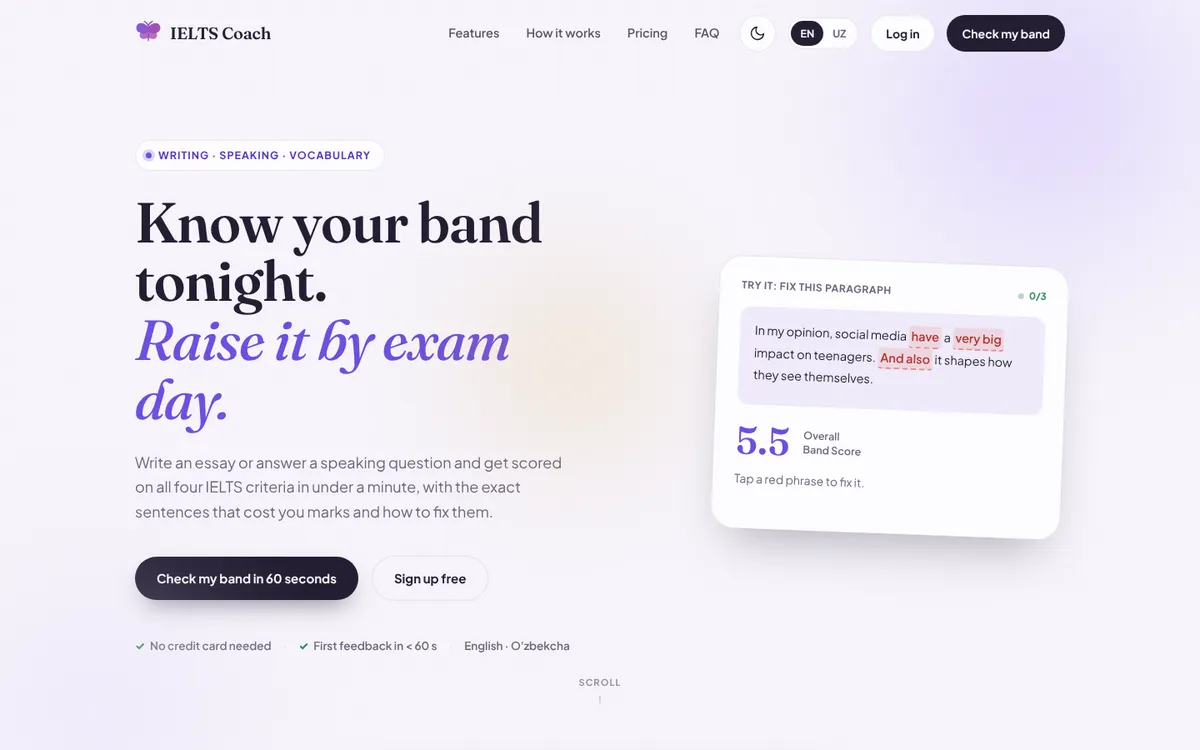 IELTS Coach
Features
How it works
Pricing
FAQ
EN
UZ
Log in
Check my band
WRITING · SPEAKING · VOCABULARY
Know your band
tonight.
Raise it by exam
day.
Write an essay or answer a speaking question and get scored
on all four IELTS criteria in under a minute, with the exact
sentences that cost you marks and how to fix them.
Check my band in 60 seconds
Sign up free
✓ No credit card needed · ✓ First feedback in < 60 s · English · O'zbekcha
TRY IT: FIX THIS PARAGRAPH
0/3
In my opinion, social media have a very big
impact on teenagers. And also it shapes how
they see themselves.
5.5
Overall
Band Score
Tap a red phrase to fix it.
SCROLL